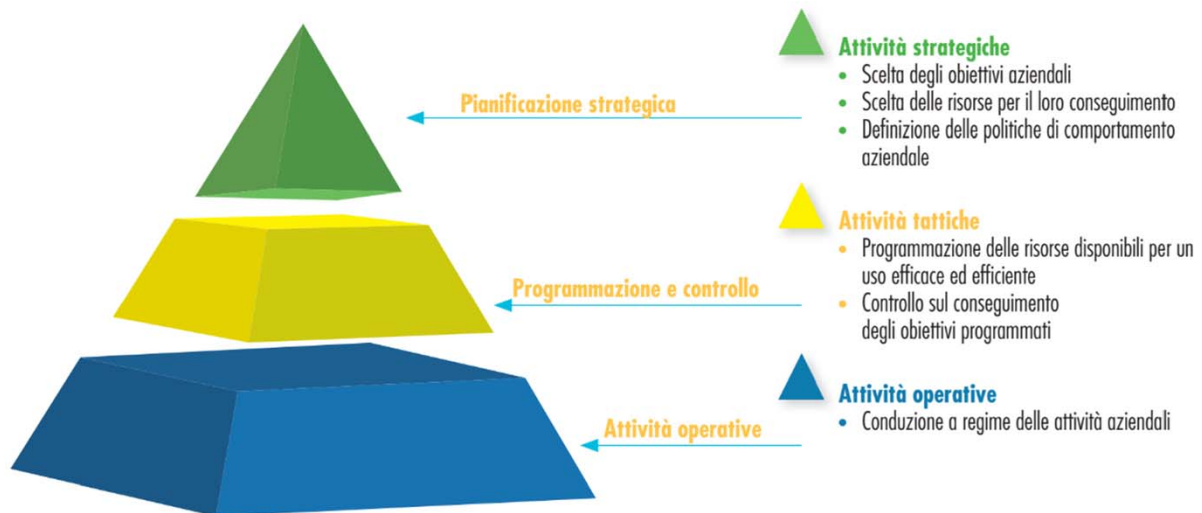 Pianificazione strategica
Attività strategiche
• Scelta degli obiettivi aziendali
• Scelta delle risorse per il loro conseguimento
• Definizione delle politiche di comportamento
aziendale
Programmazione e controllo
Attività tattiche
• Programmazione delle risorse disponibili per un
uso efficace ed efficiente
• Controllo sul conseguimento
degli obiettivi programmati
Attività operative
Attività operative
• Conduzione a regime delle attività aziendali